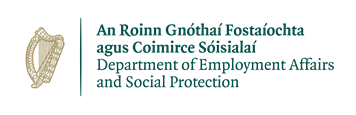 An Roinn Gnóthaí Fostaíochta
agus Coimirce Sóisialaí
Department of Employment Affairs
and Social Protection